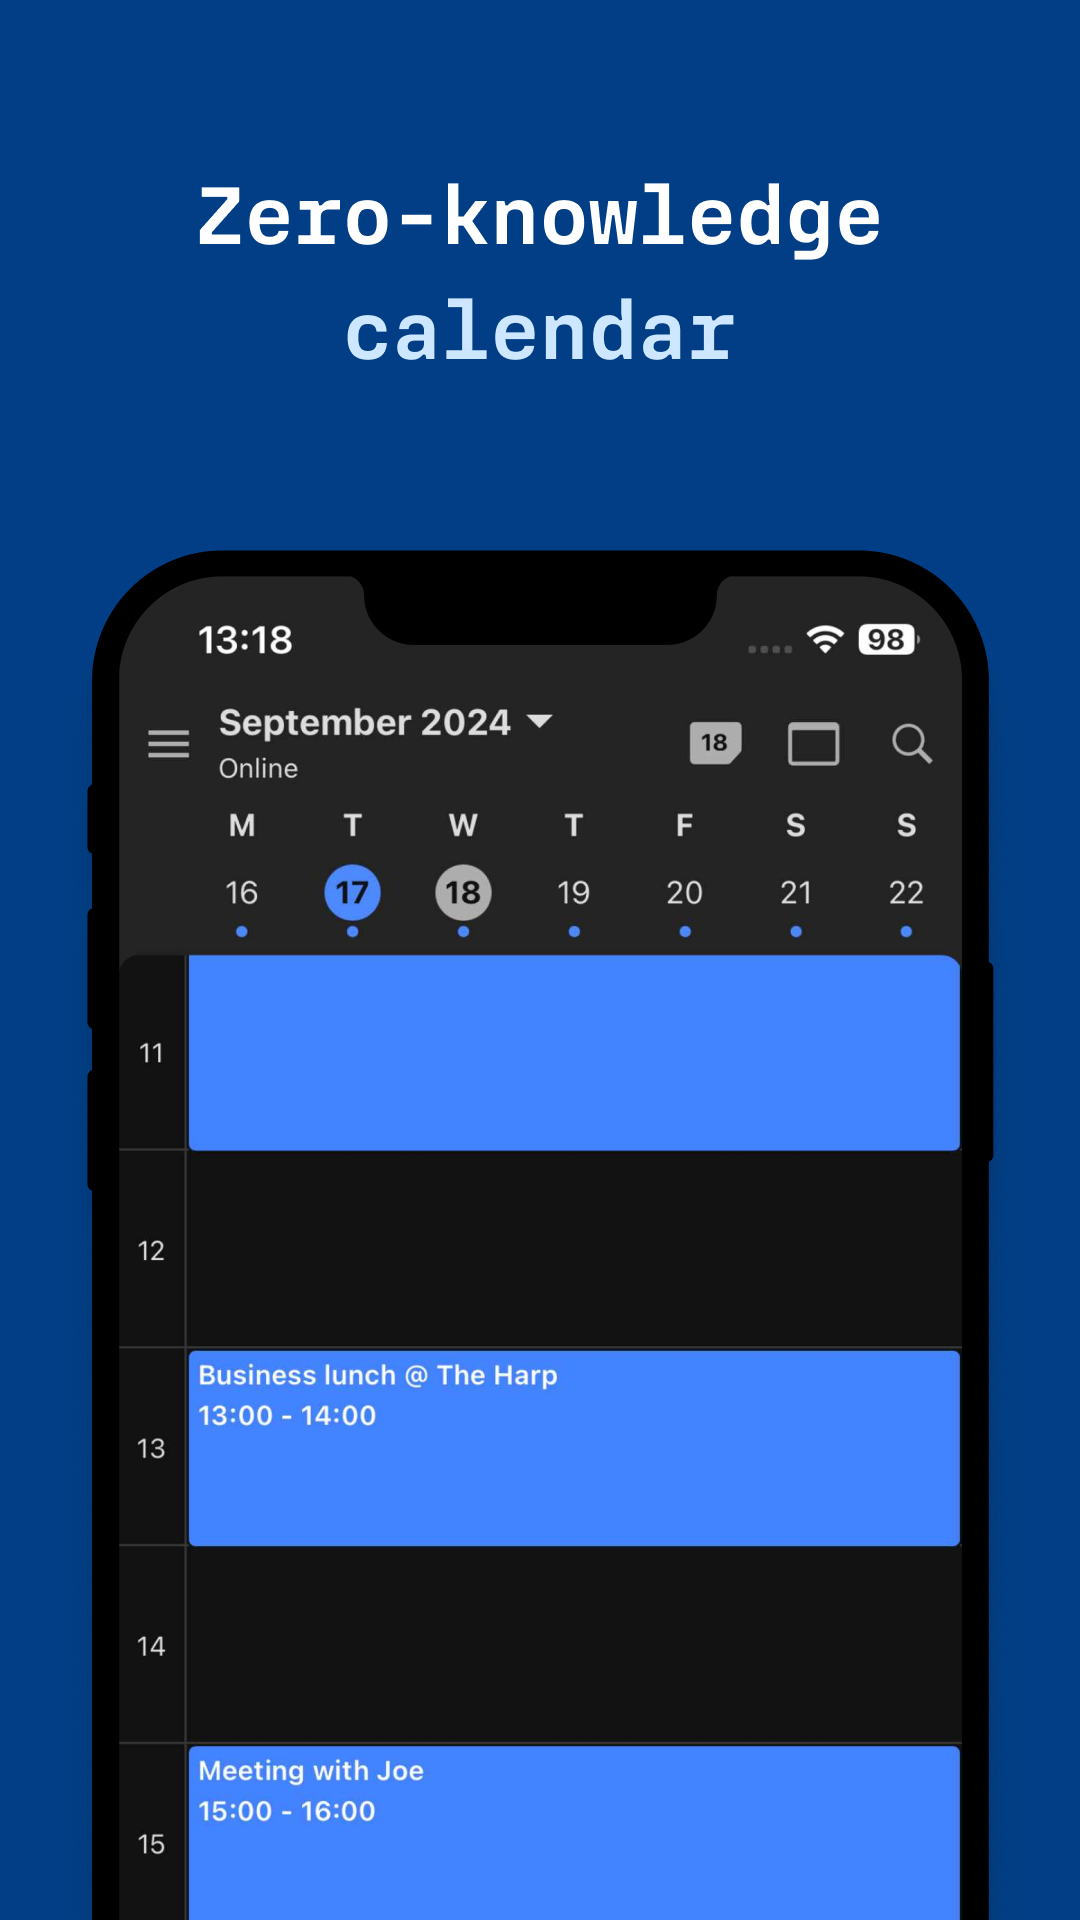 Zero-knowledge
calendar
13:18
98
September 2024
18
Online
M T W T F S S
16 17 18 19 20 21 22
11
12
Business lunch @ The Harp
13:00 - 14:00
13
14
Meeting with Joe
15:00 - 16:00
15